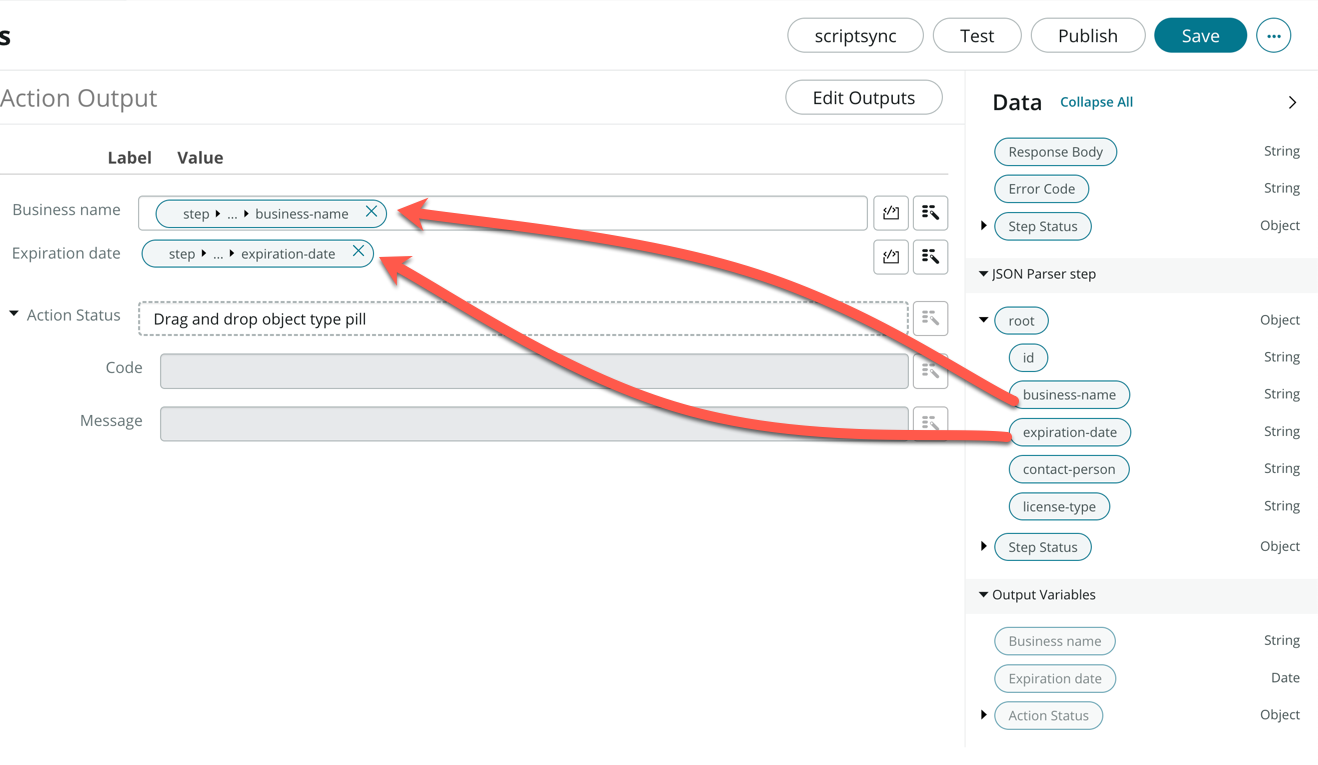 s
scriptsync Test Publish Save ...
Action Output
Edit Outputs
Label Value
Business name step ... business-name
Expiration date step ... expiration-date
Action Status Drag and drop object type pill
Code
Message
Data Collapse All
Response Body String
Error Code String
Step Status Object
JSON Parser step
root Object
id String
business-name String
expiration-date String
contact-person String
license-type String
Step Status Object
Output Variables
Business name String
Expiration date Date
Action Status Object